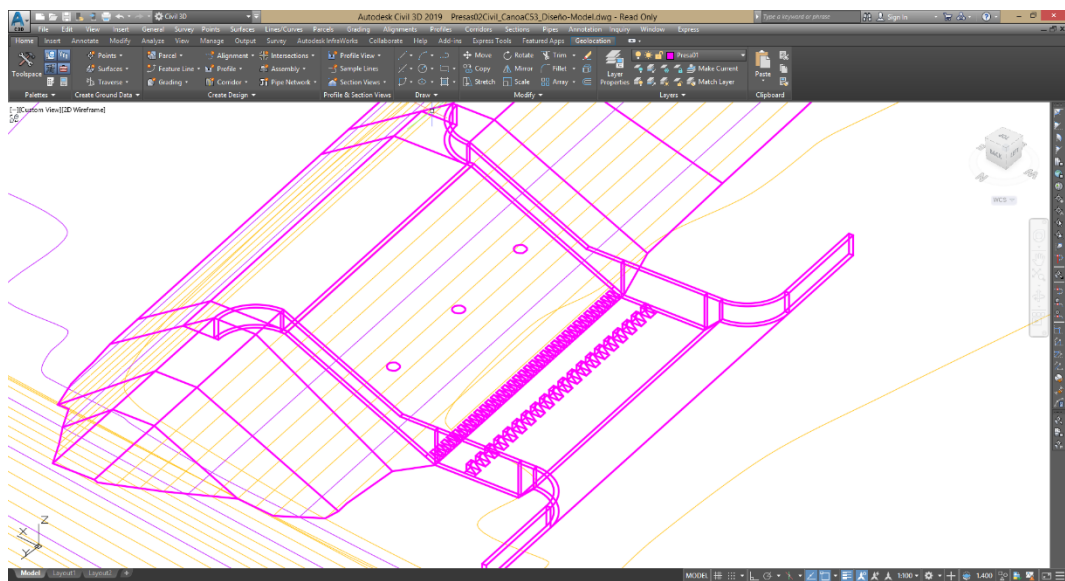 Civil 3D
Autodesk Civil 3D 2019 Presas02Civil_CanoaC53_Diseño-Model.dwg - Read Only
Type a keyword or phrase
Sign In
File Edit View Insert General Survey Points Surfaces Lines/Curves Parcels Grading Alignments Profiles Corridors Sections Pipes Annotation Inquiry Window Express
Home Insert Annotate Modify Analyze View Manage Output Survey Autodesk InfraWorks Collaborate Help Add-ins Express Tools Featured Apps Geolocation
Points Parcel Alignment Intersections Profile View Move Rotate Trim Presa01
Toolspace Surfaces Feature Line Profile Assembly Sample Lines Copy Mirror Fillet Layer Properties Make Current Paste
Traverse Grading Corridor Pipe Network Section Views Stretch Scale Array Match Layer
Palettes Create Ground Data Create Design Profile & Section Views Draw Modify Layers Clipboard
[-][Custom View][2D Wireframe]
BACK
LEFT
WCS
Z
X
Y
Model Layout1 Layout2 +
MODEL 1:100 1.400